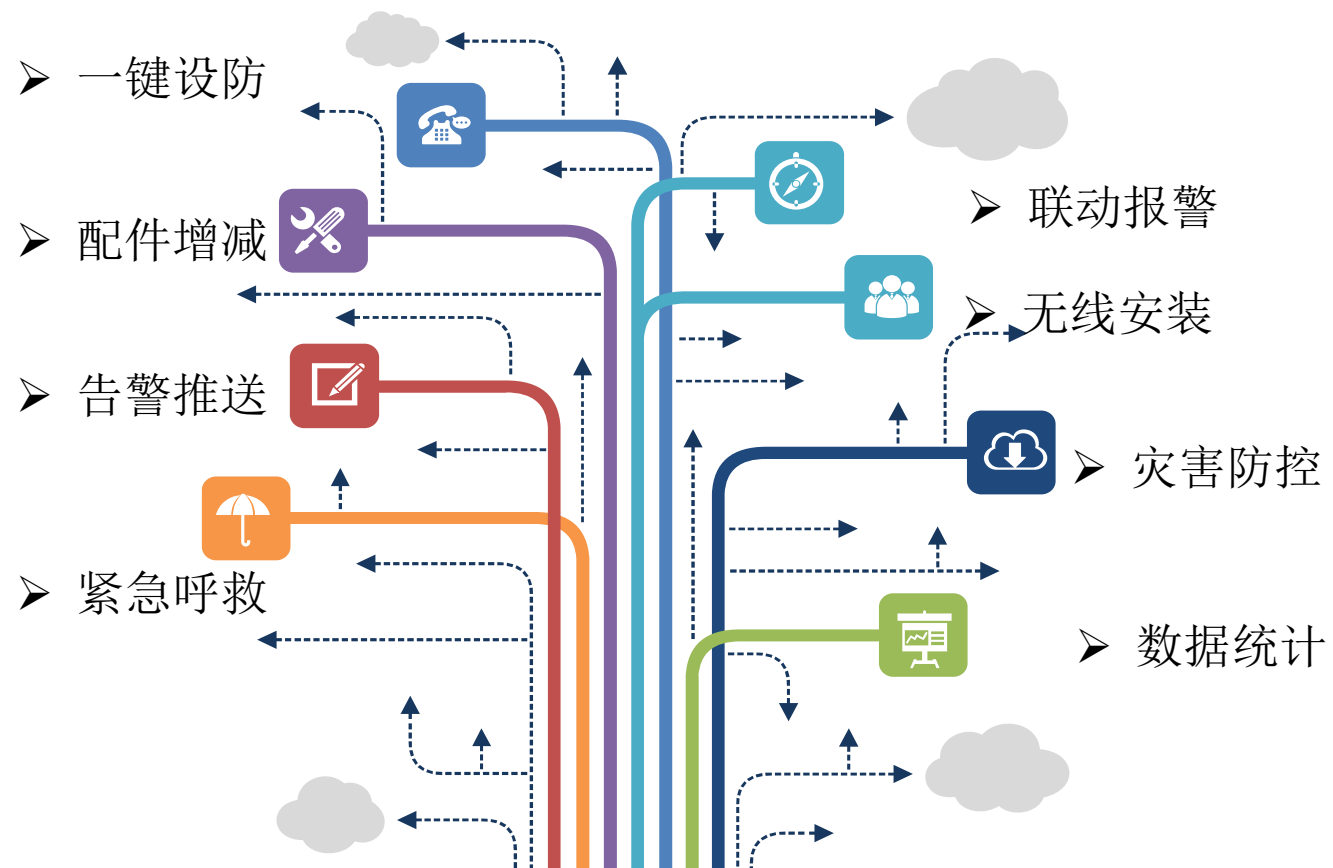 一键设防
配件增减
告警推送
紧急呼救
联动报警
无线安装
灾害防控
数据统计